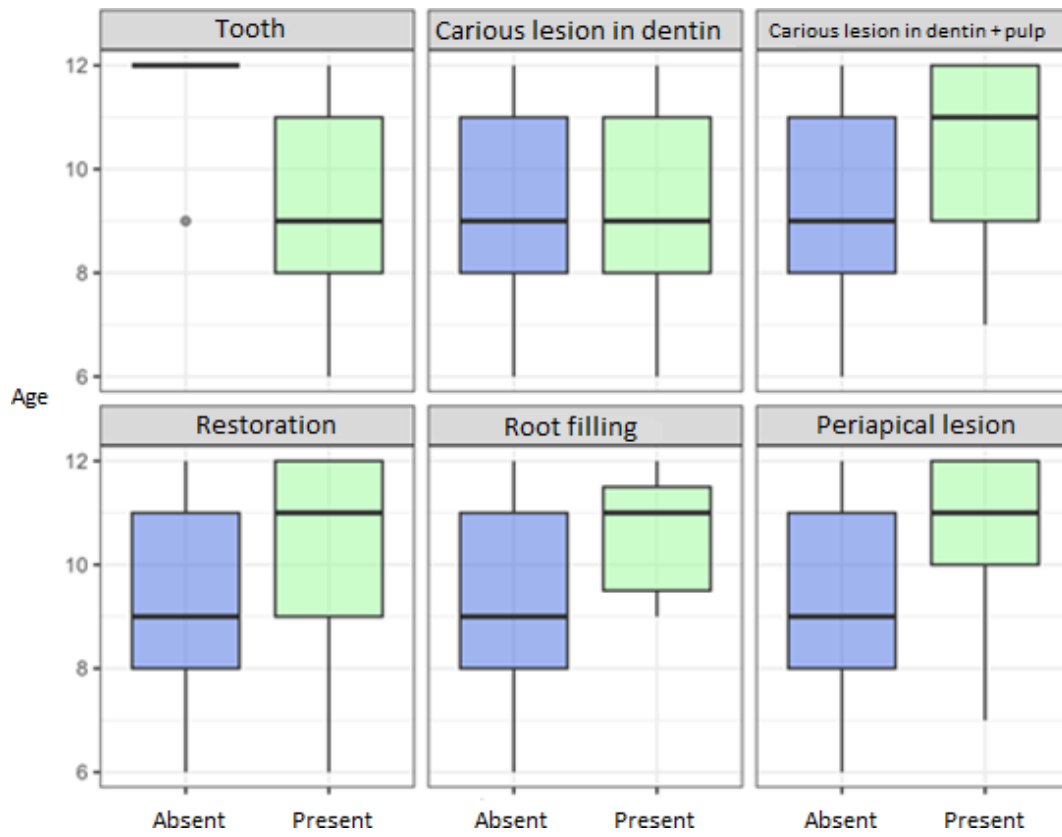 Tooth
Carious lesion in dentin
Carious lesion in dentin + pulp
12
10
8
6
Age
Restoration
Root filling
Periapical lesion
12
10
8
6
Absent Present Absent Present Absent Present